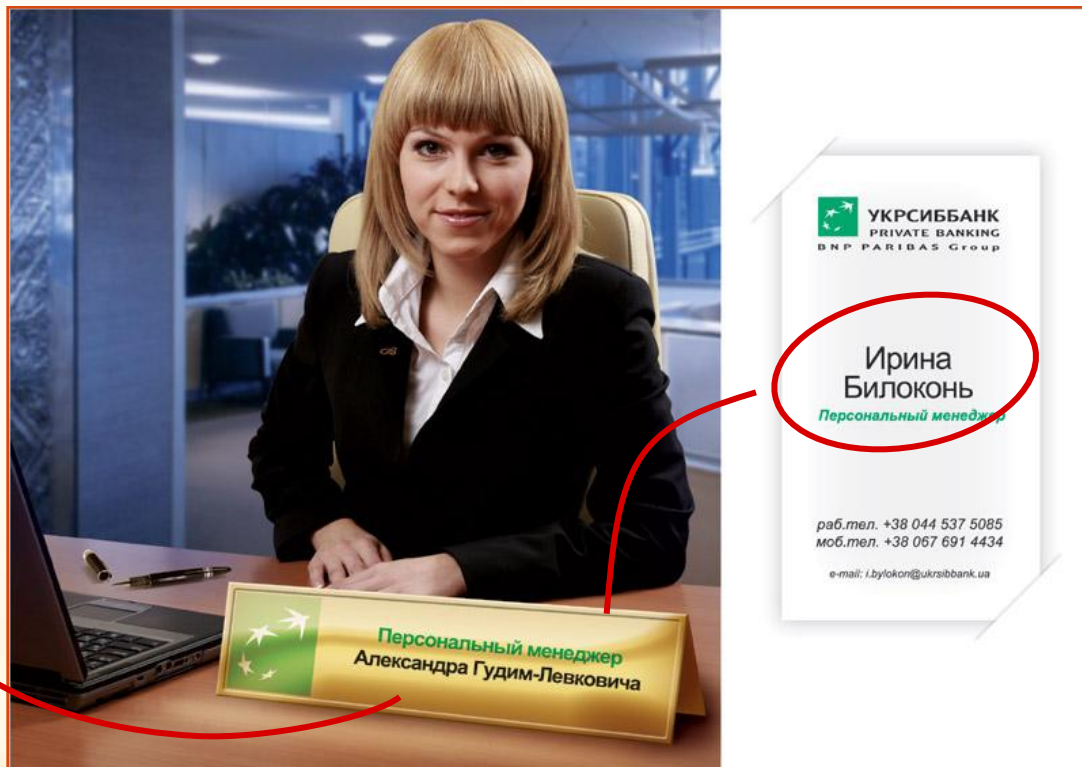 Персональный менеджер
Александра Гудим-Левковича
УКРСИББАНК
PRIVATE BANKING
BNP PARIBAS Group
Ирина
Билоконь
Персональный менеджер
раб.тел. +38 044 537 5085
моб.тел. +38 067 691 4434
e-mail: i.bylokon@ukrsibbank.ua